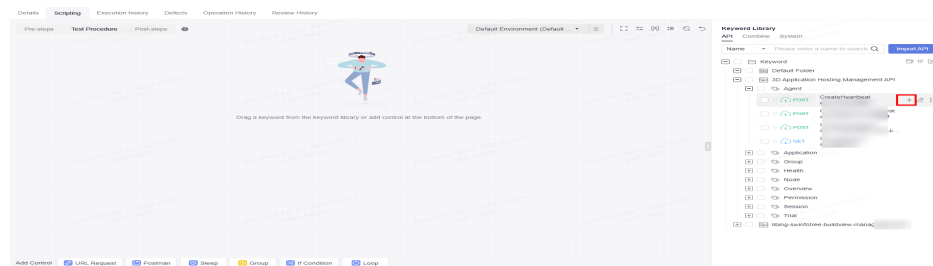 Details Scripting Execution history Defects Operation History Review History
Pre-steps Test Procedure Post-steps
Default Environment (Default ...
Drag a keyword from the keyword library or add control at the bottom of the page.
Add Control URL Request Postman Sleep Group If Condition Loop
Keyword Library
API Combine System
Name Please enter a name to search Import API
Keyword
Default Folder
3D Application Hosting Management API
Agent
POST CreateHeartbeat
POST
POST
GET
Application
Group
Health
Node
Overview
Permission
Session
Trial